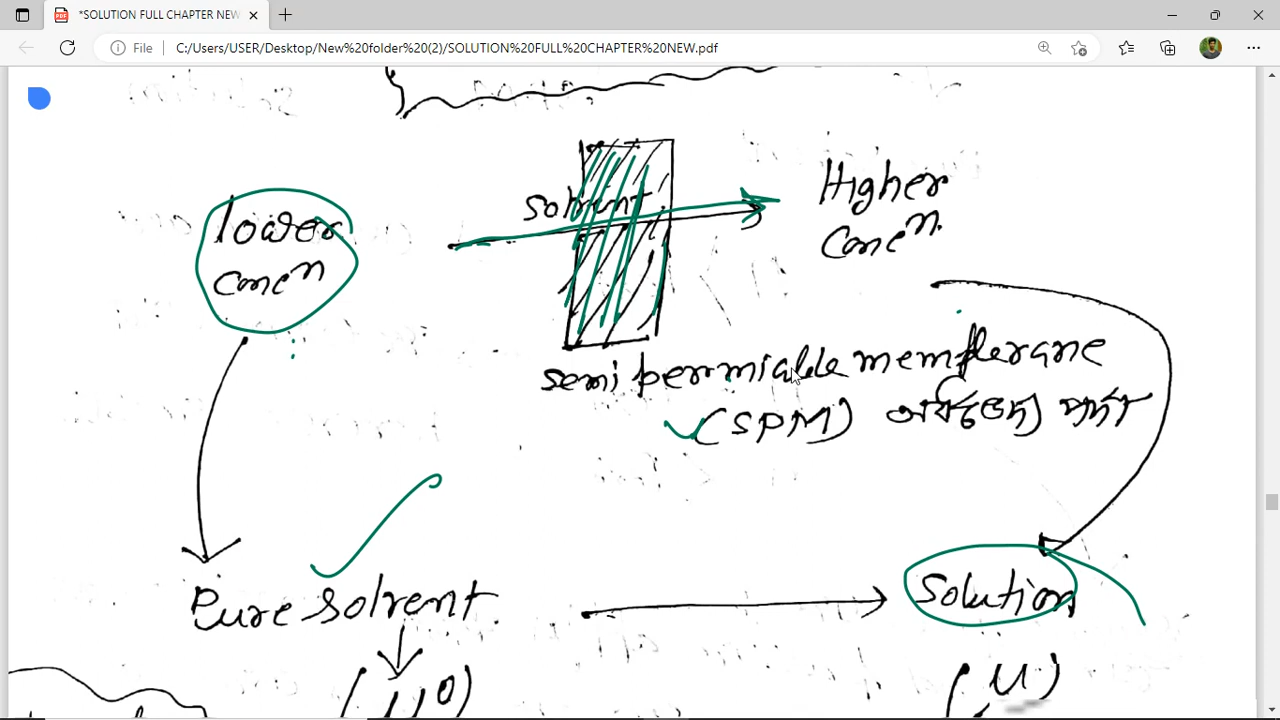 *SOLUTION FULL CHAPTER NEW
File C:/Users/USER/Desktop/New%20folder%20(2)/SOLUTION%20FULL%20CHAPTER%20NEW.pdf
lower
concn
solvent
Higher
concn.
semi permiable memberane
(SPM) অর্ধভেদ্য পর্দা
Pure solvent.
Solution
(μ0)
(μ)